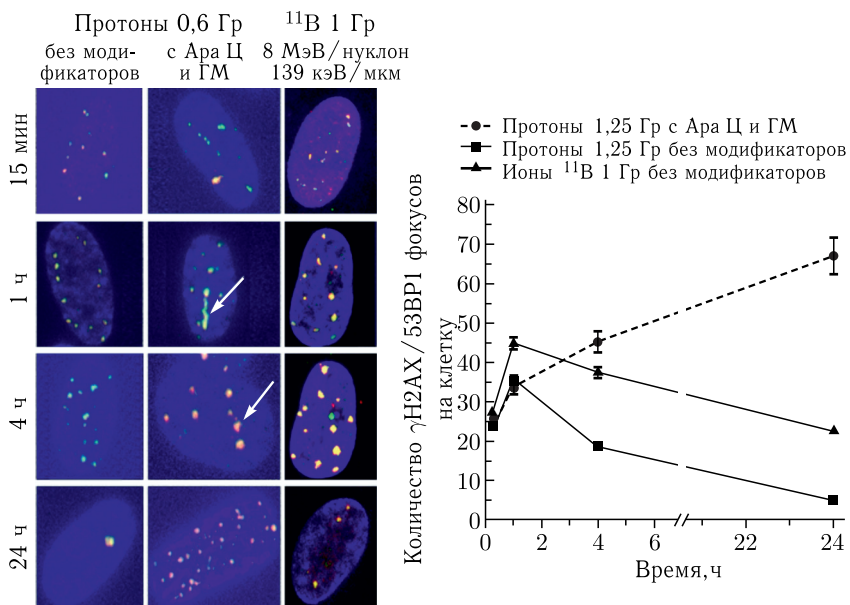 Протоны 0,6 Гр
¹¹B 1 Гр
без моди-
фикаторов
с Ара Ц
и ГМ
8 МэВ/нуклон
139 кэВ/мкм
15 мин
1 ч
4 ч
24 ч
Количество γH2AX/53BP1 фокусов
на клетку
Протоны 1,25 Гр с Ара Ц и ГМ
Протоны 1,25 Гр без модификаторов
Ионы ¹¹B 1 Гр без модификаторов
80
70
60
50
40
30
20
10
0
0 2 4 6 22 24
Время, ч